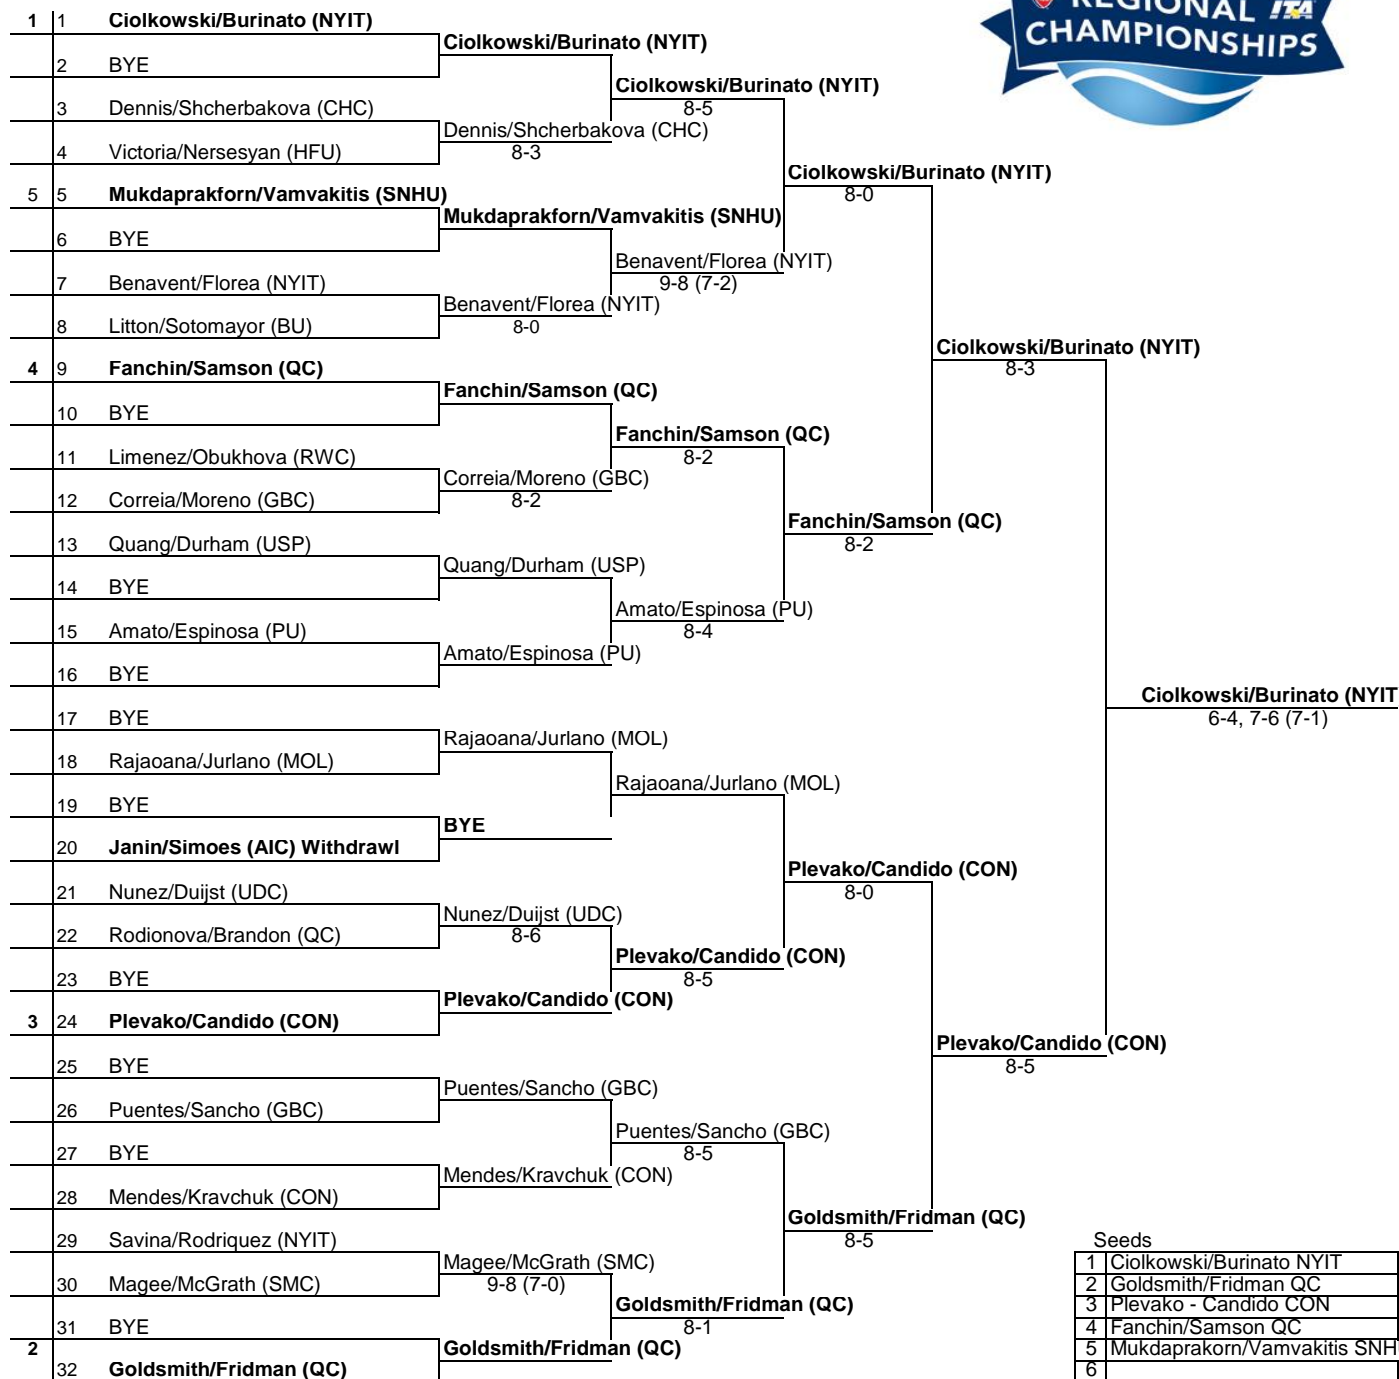 REGIONAL ITA
CHAMPIONSHIPS
1 1 Ciolkowski/Burinato (NYIT)
Ciolkowski/Burinato (NYIT)
2 BYE
Ciolkowski/Burinato (NYIT)
8-5
3 Dennis/Shcherbakova (CHC)
Dennis/Shcherbakova (CHC)
8-3
4 Victoria/Nersesyan (HFU)
Ciolkowski/Burinato (NYIT)
8-0
5 5 Mukdaprakforn/Vamvakitis (SNHU)
Mukdaprakforn/Vamvakitis (SNHU)
6 BYE
Benavent/Florea (NYIT)
9-8 (7-2)
7 Benavent/Florea (NYIT)
Benavent/Florea (NYIT)
8-0
8 Litton/Sotomayor (BU)
Ciolkowski/Burinato (NYIT)
8-3
4 9 Fanchin/Samson (QC)
Fanchin/Samson (QC)
10 BYE
Fanchin/Samson (QC)
8-2
11 Limenez/Obukhova (RWC)
Correia/Moreno (GBC)
8-2
12 Correia/Moreno (GBC)
Fanchin/Samson (QC)
8-2
13 Quang/Durham (USP)
Quang/Durham (USP)
14 BYE
Amato/Espinosa (PU)
8-4
15 Amato/Espinosa (PU)
Amato/Espinosa (PU)
16 BYE
Ciolkowski/Burinato (NYIT
6-4, 7-6 (7-1)
17 BYE
Rajaoana/Jurlano (MOL)
18 Rajaoana/Jurlano (MOL)
Rajaoana/Jurlano (MOL)
19 BYE
BYE
20 Janin/Simoes (AIC) Withdrawl
Plevako/Candido (CON)
8-0
21 Nunez/Duijst (UDC)
Nunez/Duijst (UDC)
8-6
22 Rodionova/Brandon (QC)
Plevako/Candido (CON)
8-5
23 BYE
Plevako/Candido (CON)
3 24 Plevako/Candido (CON)
Plevako/Candido (CON)
8-5
25 BYE
Puentes/Sancho (GBC)
26 Puentes/Sancho (GBC)
Puentes/Sancho (GBC)
8-5
27 BYE
Mendes/Kravchuk (CON)
28 Mendes/Kravchuk (CON)
Goldsmith/Fridman (QC)
8-5
29 Savina/Rodriquez (NYIT)
Magee/McGrath (SMC)
9-8 (7-0)
30 Magee/McGrath (SMC)
Goldsmith/Fridman (QC)
8-1
31 BYE
Goldsmith/Fridman (QC)
2 32 Goldsmith/Fridman (QC)
Seeds
1 Ciolkowski/Burinato NYIT
2 Goldsmith/Fridman QC
3 Plevako - Candido CON
4 Fanchin/Samson QC
5 Mukdaprakorn/Vamvakitis SNH
6